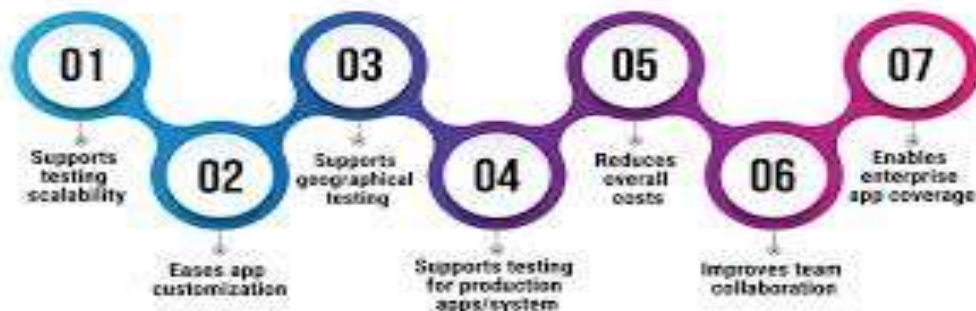 01
Supports
testing
scalability
02
Eases app
customization
03
Supports
geographical
testing
04
Supports testing
for production
apps/system
05
Reduces
overall
costs
06
Improves team
collaboration
07
Enables
enterprise
app coverage